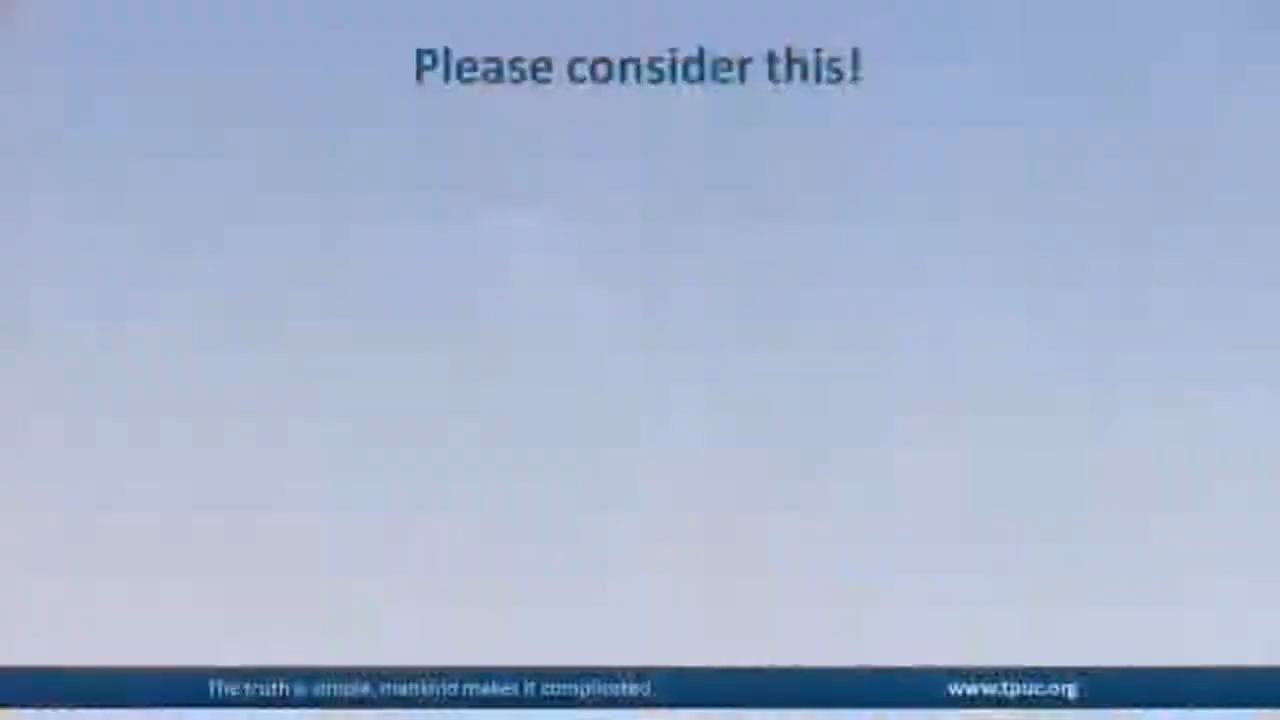 Please consider this!
The truth is simple, mankind makes it complicated.
www.tpuc.org